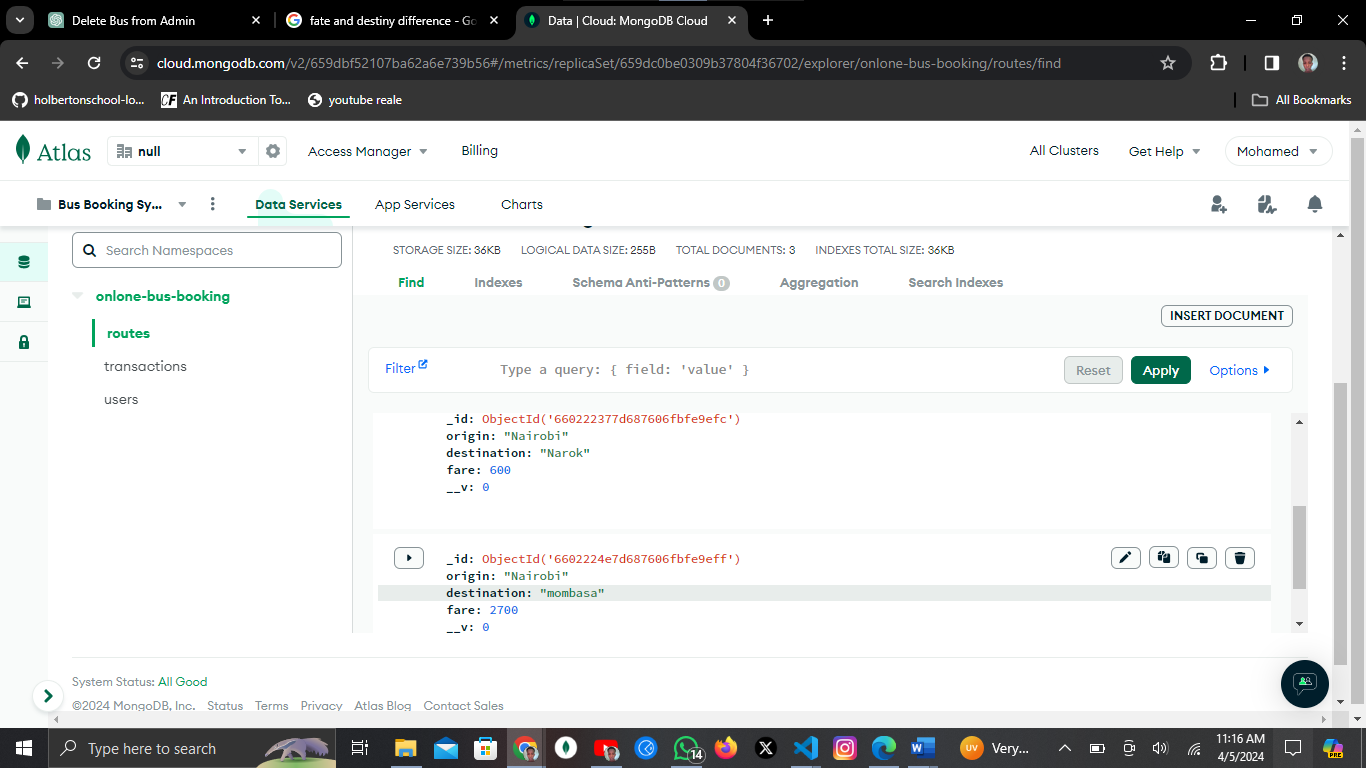 Delete Bus from Admin
fate and destiny difference - Go
Data | Cloud: MongoDB Cloud
cloud.mongodb.com/v2/659dbf52107ba62a6e739b56#/metrics/replicaSet/659dc0be0309b37804f36702/explorer/onlone-bus-booking/routes/find
holbertonschool-lo...
An Introduction To...
youtube reale
All Bookmarks
Atlas
null
Access Manager
Billing
All Clusters
Get Help
Mohamed
Bus Booking Sy...
Data Services
App Services
Charts
Search Namespaces
onlone-bus-booking
routes
transactions
users
STORAGE SIZE: 36KB
LOGICAL DATA SIZE: 255B
TOTAL DOCUMENTS: 3
INDEXES TOTAL SIZE: 36KB
Find
Indexes
Schema Anti-Patterns 0
Aggregation
Search Indexes
INSERT DOCUMENT
Filter
Type a query: { field: 'value' }
Reset
Apply
Options
_id: ObjectId('660222377d687606fbfe9efc')
origin: "Nairobi"
destination: "Narok"
fare: 600
__v: 0
_id: ObjectId('6602224e7d687606fbfe9eff')
origin: "Nairobi"
destination: "mombasa"
fare: 2700
__v: 0
System Status: All Good
©2024 MongoDB, Inc.
Status
Terms
Privacy
Atlas Blog
Contact Sales
Type here to search
14
UV
Very...
11:16 AM
4/5/2024
PRE